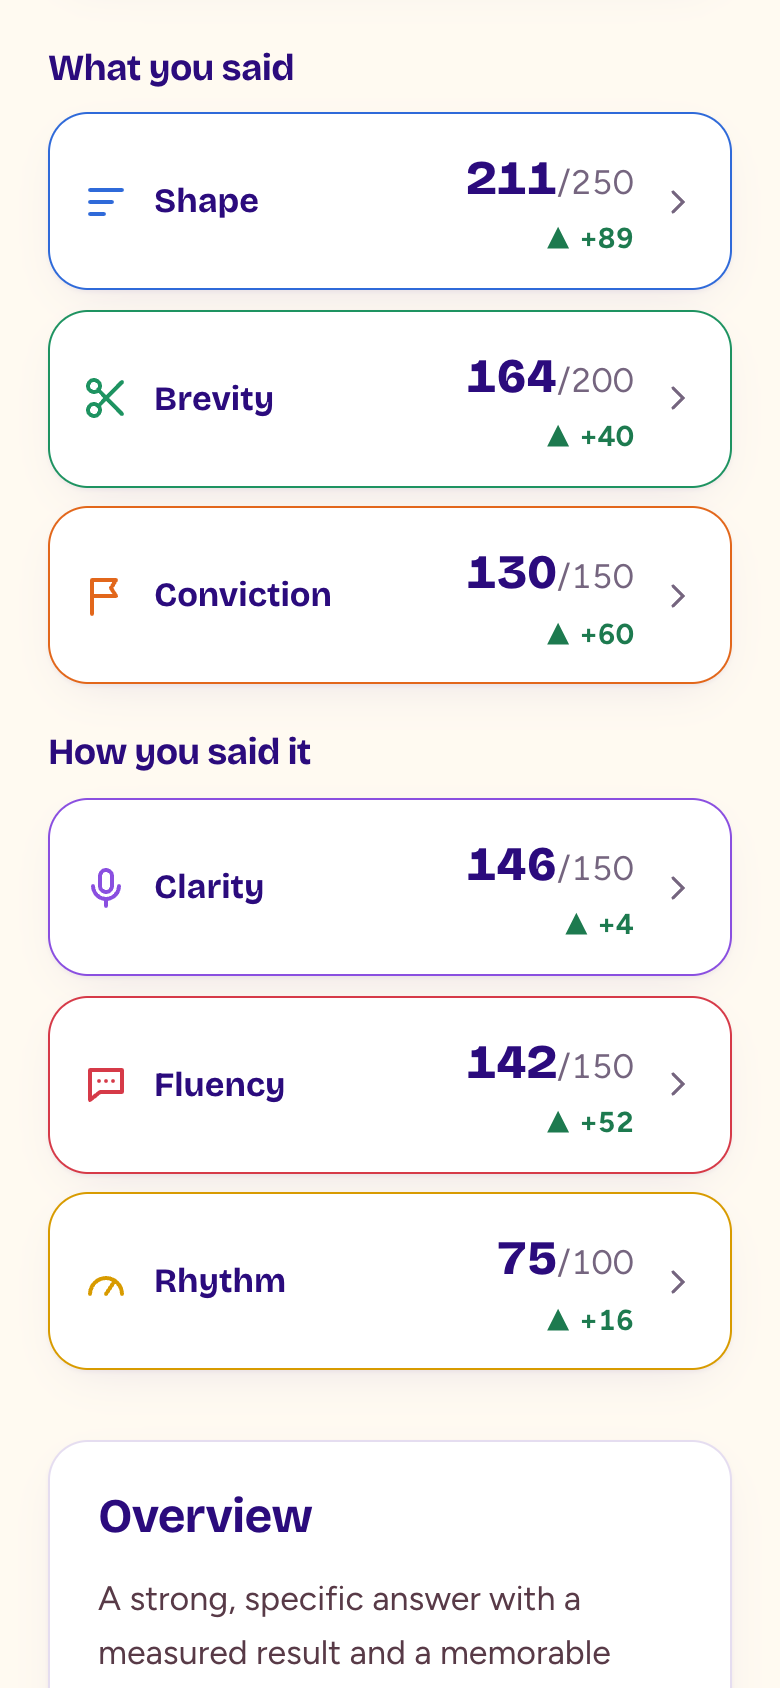 What you said
Shape
211/250
▲ +89
Brevity
164/200
▲ +40
Conviction
130/150
▲ +60
How you said it
Clarity
146/150
▲ +4
Fluency
142/150
▲ +52
Rhythm
75/100
▲ +16
Overview
A strong, specific answer with a
measured result and a memorable